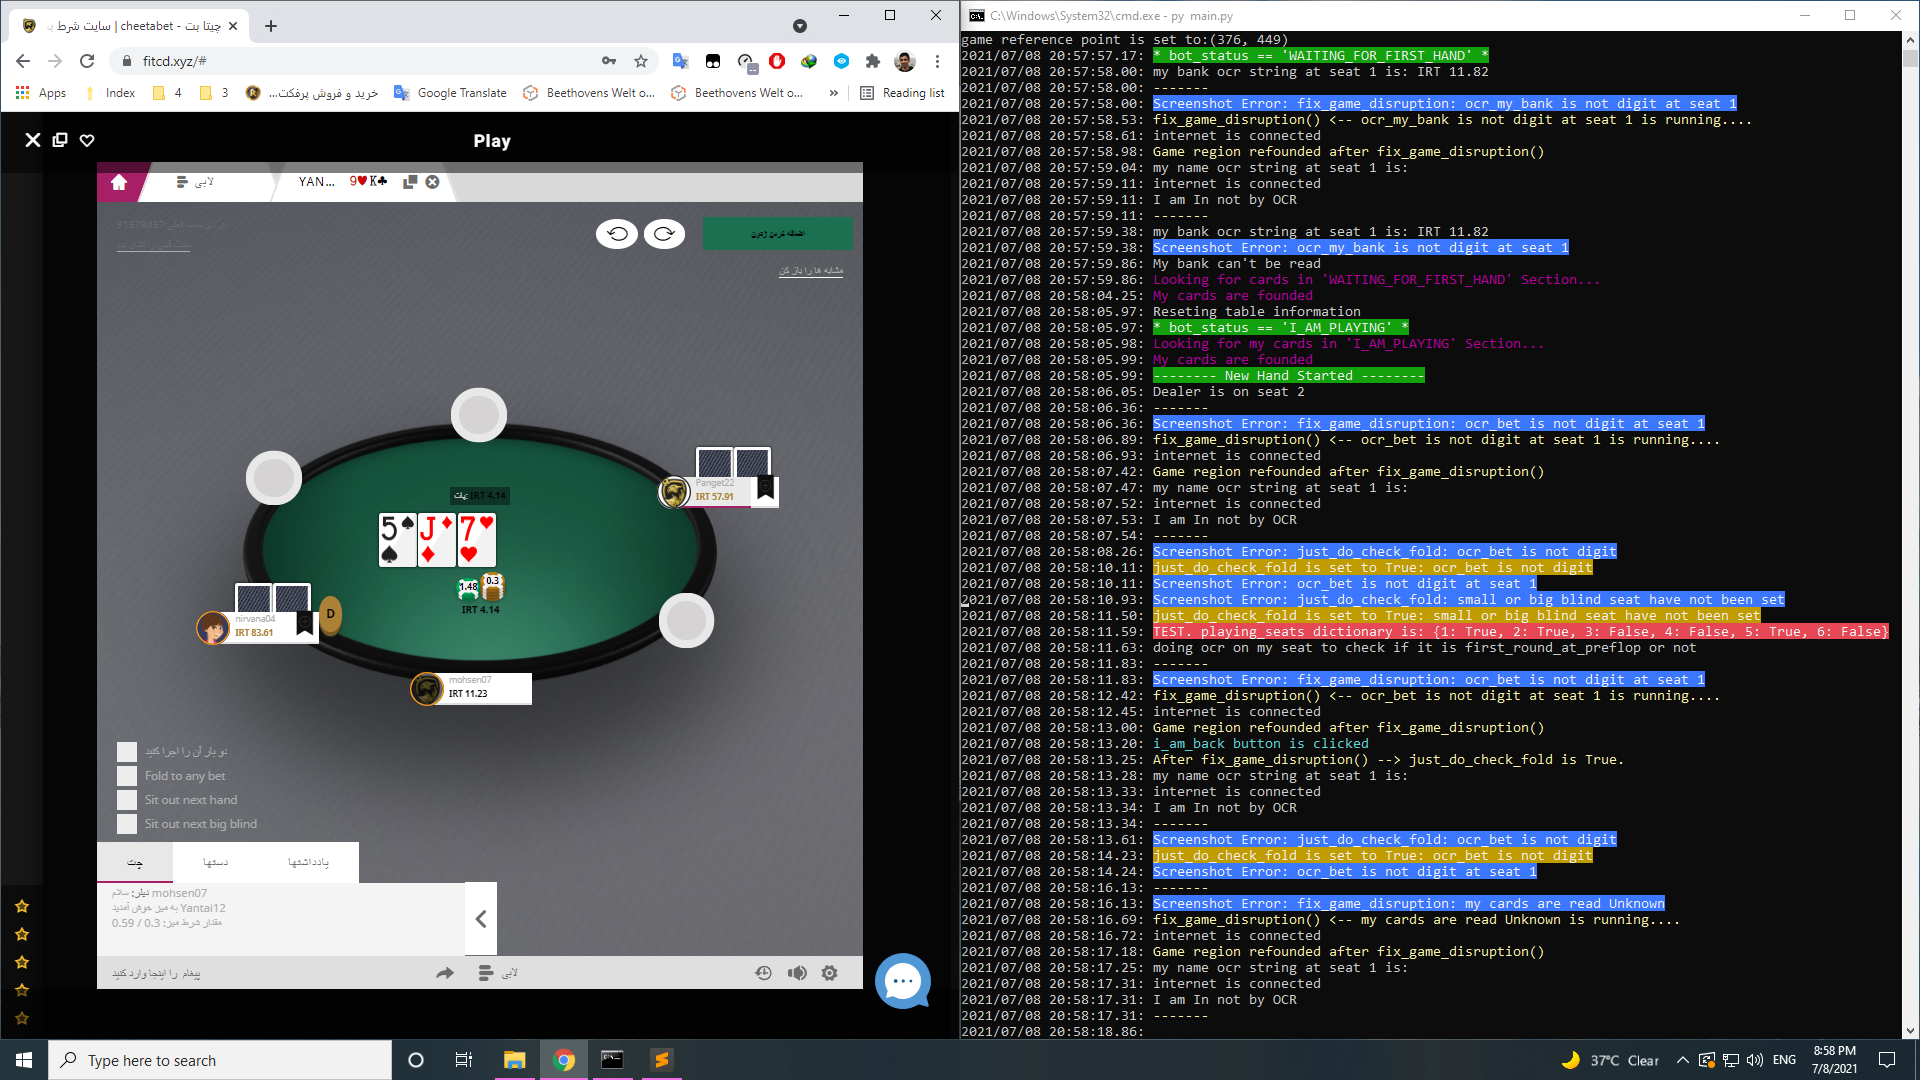 چیتا بت - cheetabet | سایت شرط ب
fitcd.xyz/#
Apps
Index
4
3
خرید و فروش پرفکت...
Google Translate
Beethovens Welt o...
Beethovens Welt o...
»
Reading list
Play
لابی
YAN...
9♥K♣
91578457
اضافه کردن ژتون
مشابه ها را باز کن
Panget22
IRT 57.91
پات: IRT 4.14
5
J
7
1.48
0.3
IRT 4.14
nirvana04
IRT 83.61
D
mohsen07
IRT 11.23
دو بار آن را اجرا کنید
Fold to any bet
Sit out next hand
Sit out next big blind
چت
دستها
یادداشتها
دیلر: سلام mohsen07
Yantai12 به میز خوش آمدید
مقدار شرط میز: 0.3 / 0.59
پیغام را اینجا وارد کنید
لابی
C:\Windows\System32\cmd.exe - py main.py
game reference point is set to:(376, 449)
2021/07/08 20:57:57.17: * bot_status == 'WAITING_FOR_FIRST_HAND' *
2021/07/08 20:57:58.00: my bank ocr string at seat 1 is: IRT 11.82
2021/07/08 20:57:58.00: -------
2021/07/08 20:57:58.00: Screenshot Error: fix_game_disruption: ocr_my_bank is not digit at seat 1
2021/07/08 20:57:58.53: fix_game_disruption() <-- ocr_my_bank is not digit at seat 1 is running....
2021/07/08 20:57:58.61: internet is connected
2021/07/08 20:57:58.98: Game region refounded after fix_game_disruption()
2021/07/08 20:57:59.04: my name ocr string at seat 1 is:
2021/07/08 20:57:59.11: internet is connected
2021/07/08 20:57:59.11: I am In not by OCR
2021/07/08 20:57:59.11: -------
2021/07/08 20:57:59.38: my bank ocr string at seat 1 is: IRT 11.82
2021/07/08 20:57:59.38: Screenshot Error: ocr_my_bank is not digit at seat 1
2021/07/08 20:57:59.86: My bank can't be read
2021/07/08 20:57:59.86: Looking for cards in 'WAITING_FOR_FIRST_HAND' Section...
2021/07/08 20:58:04.25: My cards are founded
2021/07/08 20:58:05.97: Reseting table information
2021/07/08 20:58:05.97: * bot_status == 'I_AM_PLAYING' *
2021/07/08 20:58:05.98: Looking for my cards in 'I_AM_PLAYING' Section...
2021/07/08 20:58:05.99: My cards are founded
2021/07/08 20:58:05.99: -------- New Hand Started --------
2021/07/08 20:58:06.05: Dealer is on seat 2
2021/07/08 20:58:06.36: -------
2021/07/08 20:58:06.36: Screenshot Error: fix_game_disruption: ocr_bet is not digit at seat 1
2021/07/08 20:58:06.89: fix_game_disruption() <-- ocr_bet is not digit at seat 1 is running....
2021/07/08 20:58:06.93: internet is connected
2021/07/08 20:58:07.42: Game region refounded after fix_game_disruption()
2021/07/08 20:58:07.47: my name ocr string at seat 1 is:
2021/07/08 20:58:07.52: internet is connected
2021/07/08 20:58:07.53: I am In not by OCR
2021/07/08 20:58:07.54: -------
2021/07/08 20:58:08.26: Screenshot Error: just_do_check_fold: ocr_bet is not digit
2021/07/08 20:58:10.11: just_do_check_fold is set to True: ocr_bet is not digit
2021/07/08 20:58:10.11: Screenshot Error: ocr_bet is not digit at seat 1
2021/07/08 20:58:10.93: Screenshot Error: just_do_check_fold: small or big blind seat have not been set
2021/07/08 20:58:11.50: just_do_check_fold is set to True: small or big blind seat have not been set
2021/07/08 20:58:11.59: TEST. playing_seats dictionary is: {1: True, 2: True, 3: False, 4: False, 5: True, 6: False}
2021/07/08 20:58:11.63: doing ocr on my seat to check if it is first_round_at_preflop or not
2021/07/08 20:58:11.83: -------
2021/07/08 20:58:11.83: Screenshot Error: fix_game_disruption: ocr_bet is not digit at seat 1
2021/07/08 20:58:12.42: fix_game_disruption() <-- ocr_bet is not digit at seat 1 is running....
2021/07/08 20:58:12.45: internet is connected
2021/07/08 20:58:13.00: Game region refounded after fix_game_disruption()
2021/07/08 20:58:13.20: i_am_back button is clicked
2021/07/08 20:58:13.25: After fix_game_disruption() --> just_do_check_fold is True.
2021/07/08 20:58:13.28: my name ocr string at seat 1 is:
2021/07/08 20:58:13.33: internet is connected
2021/07/08 20:58:13.34: I am In not by OCR
2021/07/08 20:58:13.34: -------
2021/07/08 20:58:13.61: Screenshot Error: just_do_check_fold: ocr_bet is not digit
2021/07/08 20:58:14.23: just_do_check_fold is set to True: ocr_bet is not digit
2021/07/08 20:58:14.24: Screenshot Error: ocr_bet is not digit at seat 1
2021/07/08 20:58:16.13: -------
2021/07/08 20:58:16.13: Screenshot Error: fix_game_disruption: my cards are read Unknown
2021/07/08 20:58:16.69: fix_game_disruption() <-- my cards are read Unknown is running....
2021/07/08 20:58:16.72: internet is connected
2021/07/08 20:58:17.18: Game region refounded after fix_game_disruption()
2021/07/08 20:58:17.25: my name ocr string at seat 1 is:
2021/07/08 20:58:17.31: internet is connected
2021/07/08 20:58:17.31: I am In not by OCR
2021/07/08 20:58:17.31: -------
2021/07/08 20:58:18.86:
Type here to search
37°C Clear
ENG
8:58 PM
7/8/2021